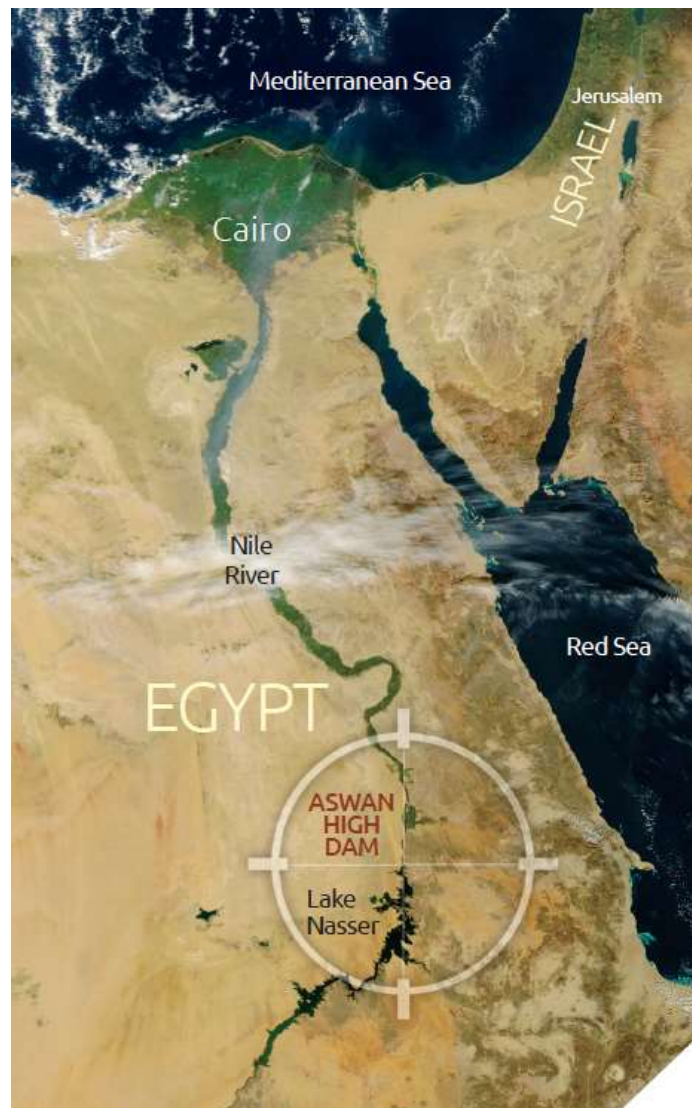 Mediterranean Sea
Jerusalem
ISRAEL
Cairo
Nile
River
Red Sea
EGYPT
ASWAN
HIGH
DAM
Lake
Nasser